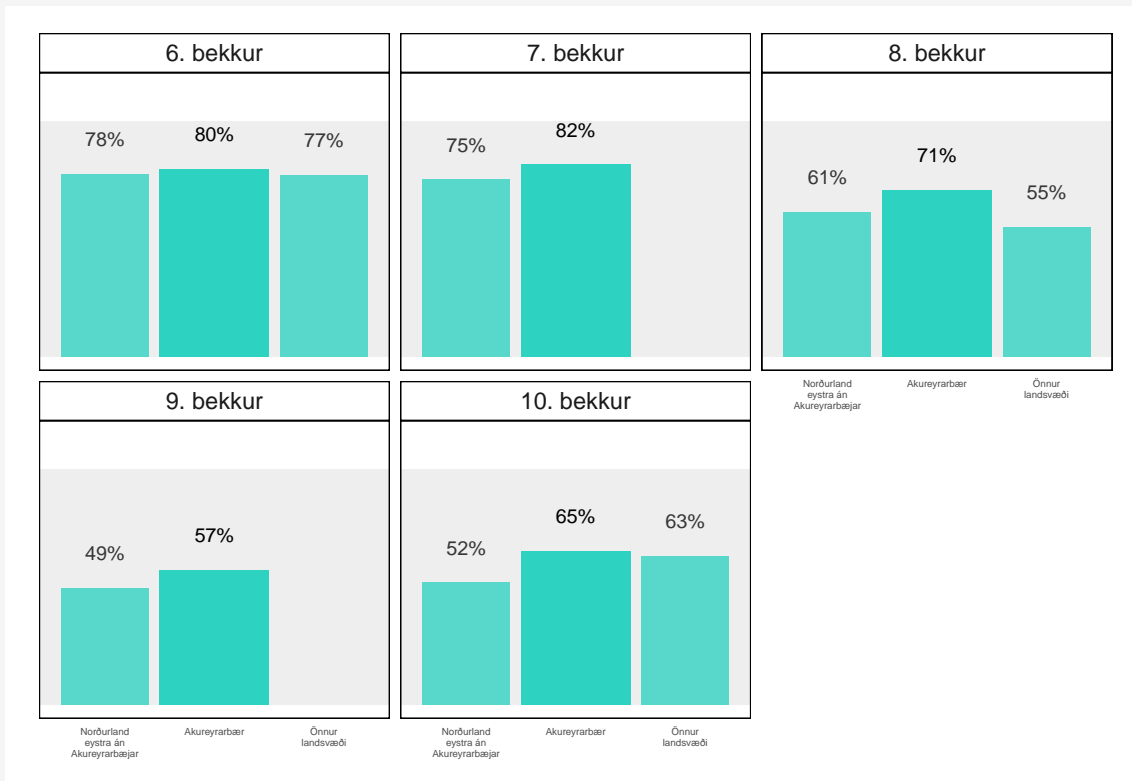 6. bekkur
78%
80%
77%
7. bekkur
75%
82%
8. bekkur
61%
71%
55%
Norðurland
eystra án
Akureyrarbæjar
Akureyrarbær
Önnur
landsvæði
9. bekkur
49%
57%
Norðurland
eystra án
Akureyrarbæjar
Akureyrarbær
Önnur
landsvæði
10. bekkur
52%
65%
63%
Norðurland
eystra án
Akureyrarbæjar
Akureyrarbær
Önnur
landsvæði